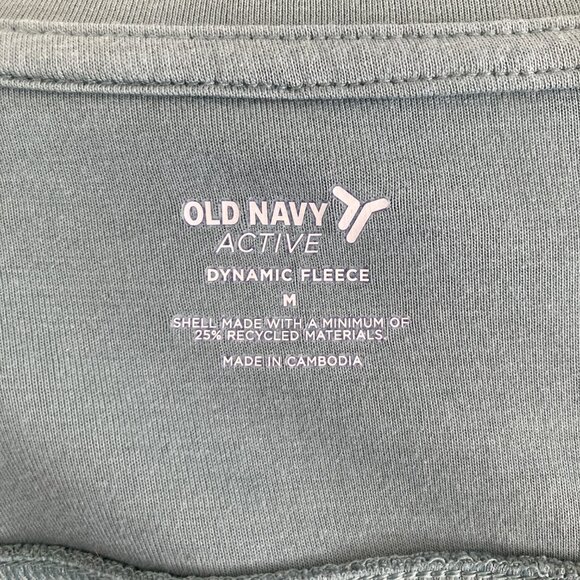 OLD NAVY
ACTIVE
DYNAMIC FLEECE
M
SHELL MADE WITH A MINIMUM OF
25% RECYCLED MATERIALS.
MADE IN CAMBODIA